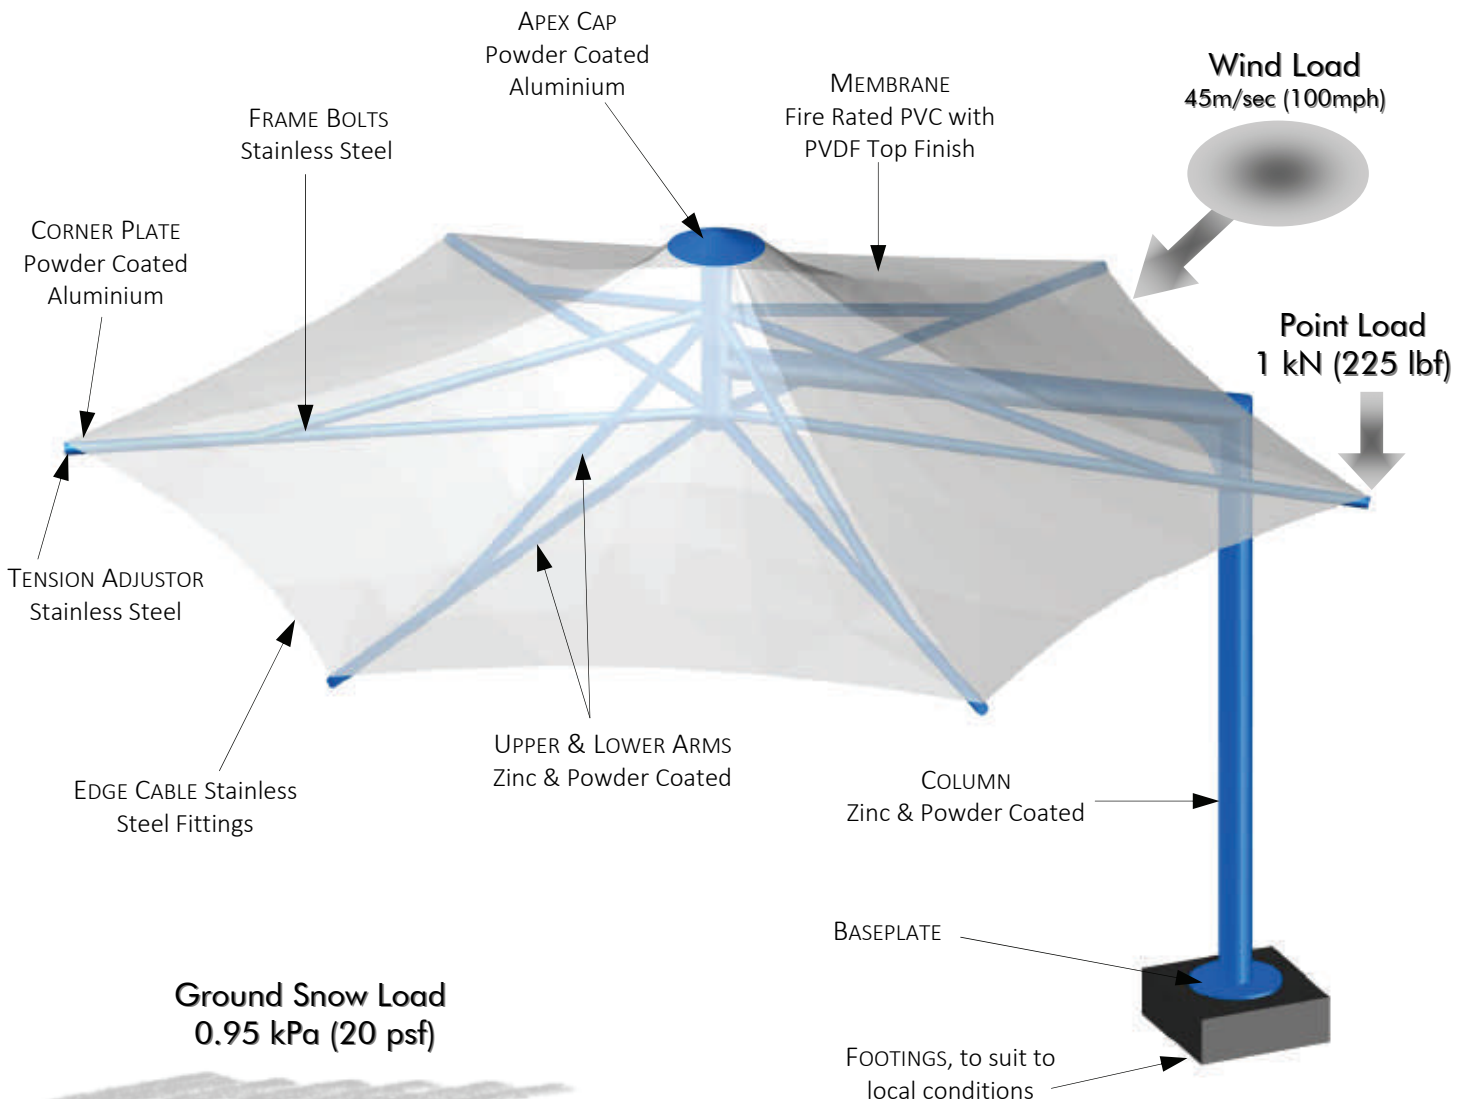 APEX CAP
Powder Coated
Aluminium
Wind Load
45m/sec (100mph)
MEMBRANE
Fire Rated PVC with
PVDF Top Finish
FRAME BOLTS
Stainless Steel
CORNER PLATE
Powder Coated
Aluminium
Point Load
1 kN (225 lbf)
TENSION ADJUSTOR
Stainless Steel
UPPER & LOWER ARMS
Zinc & Powder Coated
EDGE CABLE Stainless
Steel Fittings
COLUMN
Zinc & Powder Coated
BASEPLATE
Ground Snow Load
0.95 kPa (20 psf)
FOOTINGS, to suit to
local conditions